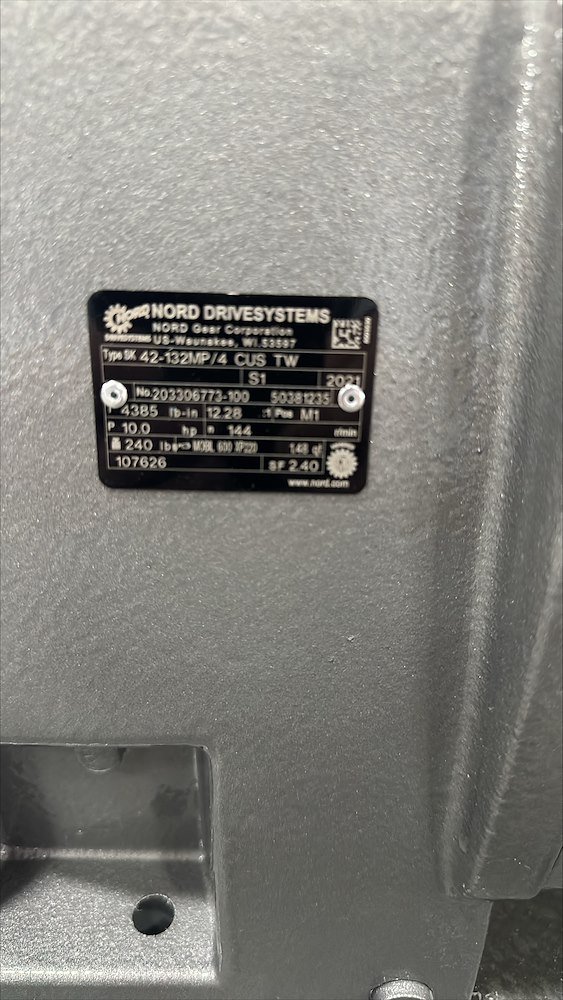 NORD DRIVESYSTEMS
NORD Gear Corporation
US-Waunakee, WI.53597
Type SK 42-132MP/4 CUS TW
S1 2021
No. 203306773-100 50381235
4385 lb-in 12.28 :1 Pos M1
P 10.0 hp n 144 r/min
240 lbs MOBIL 600 XP220 1.48 qt
107626 SF 2.40
www.nord.com